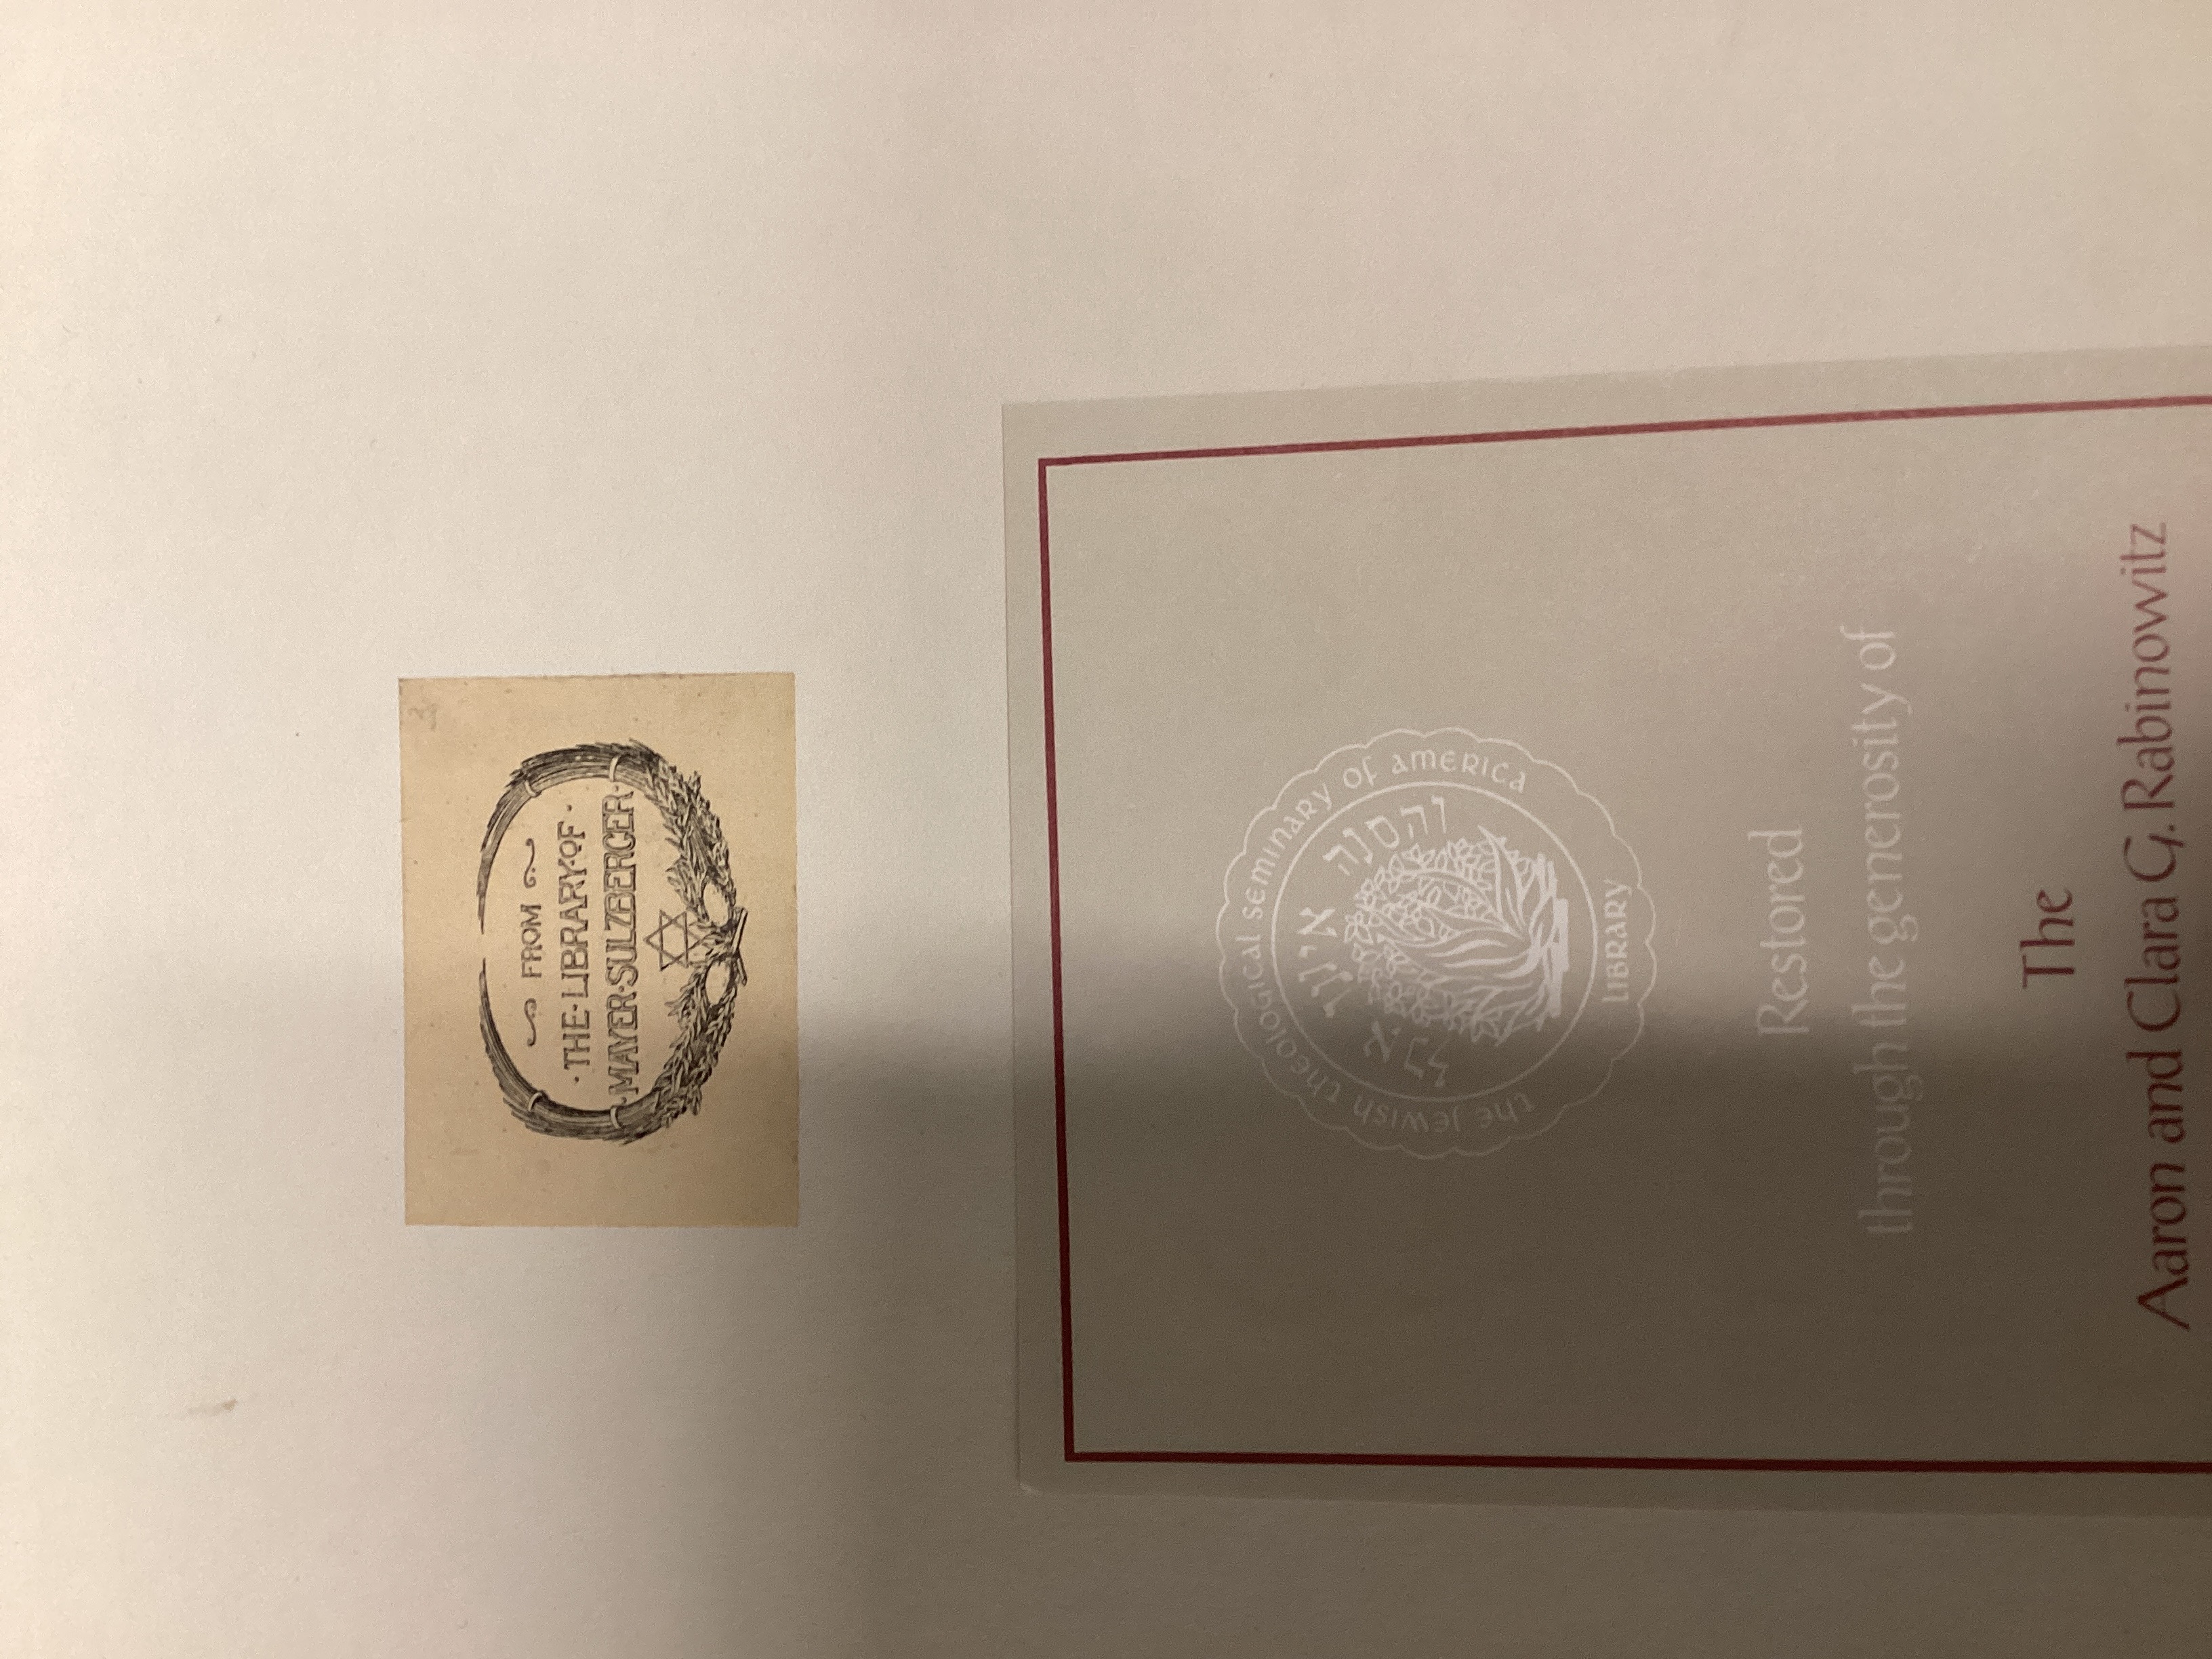 FROM
·THE·LIBRARY·OF·
·MAYER·SULZBERGER·
the Jewish theological seminary of america
והסנה איננו אכל
LIBRARY
Restored
through the generosity of
The
Aaron and Clara G. Rabinowitz